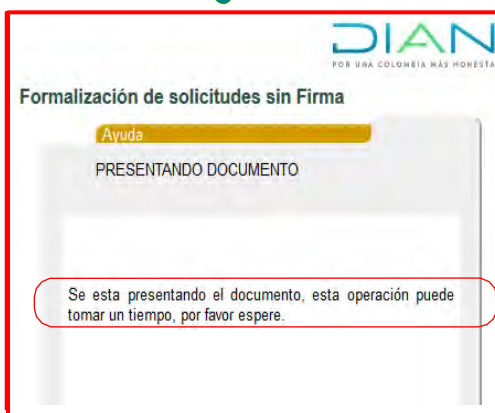 DIAN
POR UNA COLOMBIA MÁS HONESTA
Formalización de solicitudes sin Firma
Ayuda
PRESENTANDO DOCUMENTO
Se esta presentando el documento, esta operación puede
tomar un tiempo, por favor espere.